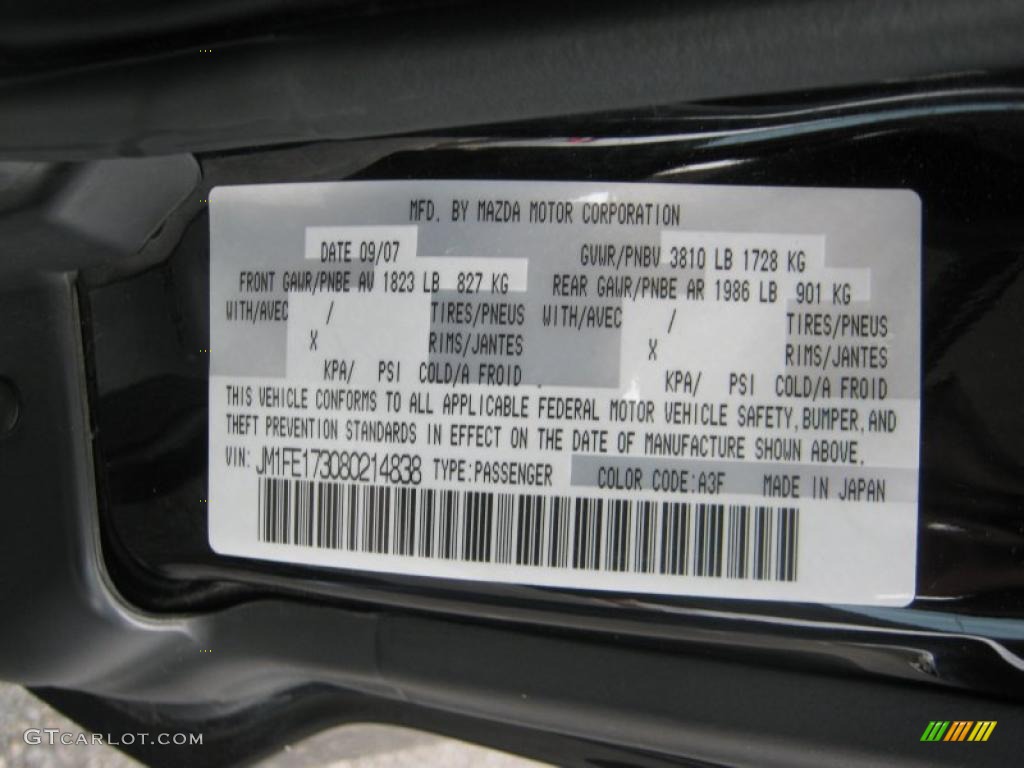 MFD. BY MAZDA MOTOR CORPORATION
DATE 09/07 GVWR/PNBV 3810 LB 1728 KG
FRONT GAWR/PNBE AV 1823 LB 827 KG REAR GAWR/PNBE AR 1986 LB 901 KG
WITH/AVEC / TIRES/PNEUS WITH/AVEC / TIRES/PNEUS
X RIMS/JANTES X RIMS/JANTES
KPA/ PSI COLD/A FROID KPA/ PSI COLD/A FROID
THIS VEHICLE CONFORMS TO ALL APPLICABLE FEDERAL MOTOR VEHICLE SAFETY, BUMPER, AND
THEFT PREVENTION STANDARDS IN EFFECT ON THE DATE OF MANUFACTURE SHOWN ABOVE.
VIN: JM1FE173080214838 TYPE:PASSENGER COLOR CODE:A3F MADE IN JAPAN
GTCARLOT.COM